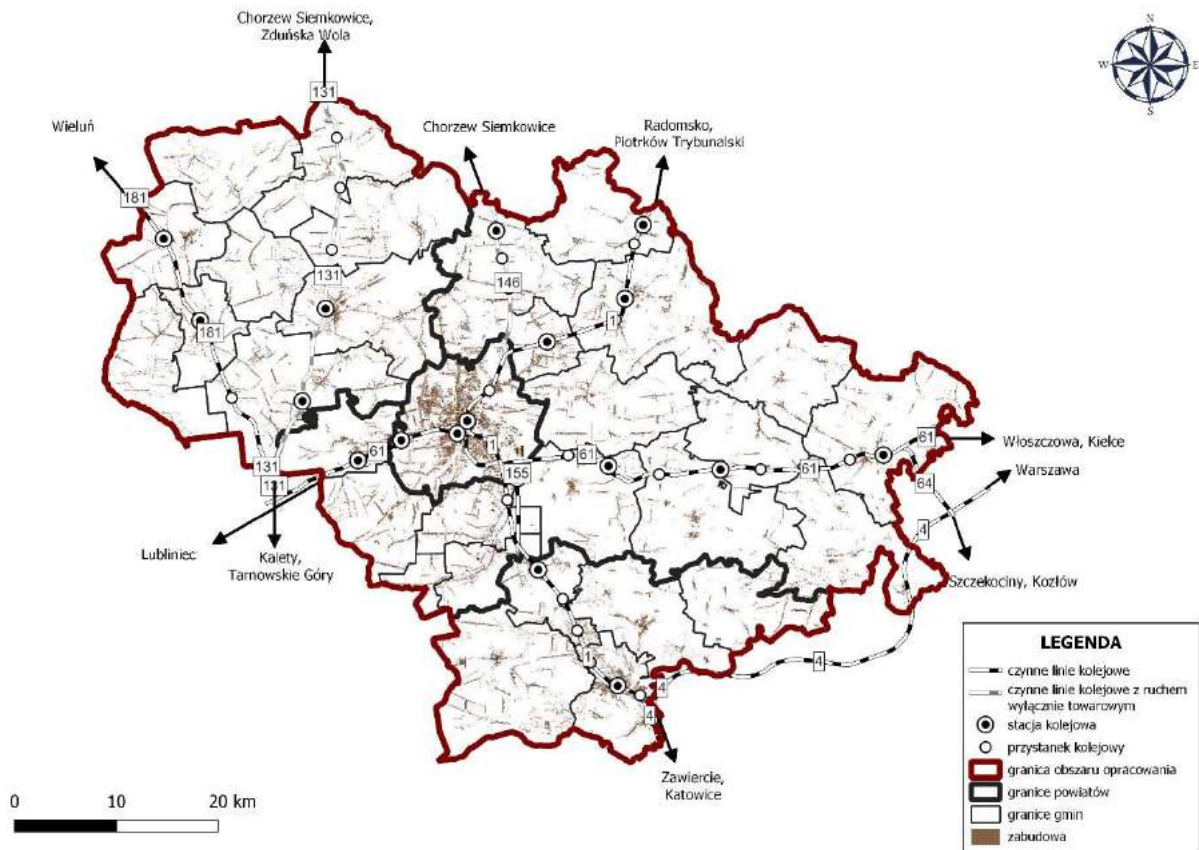 Chorzew Siemkowice,
Zduńska Wola
N
W
E
S
131
Wieluń
Chorzew Siemkowice
Radomsko,
Piotrków Trybunalski
181
131
146
181
1
61
1
61
61
61
Włoszczowa, Kielce
131
131
155
64
Warszawa
4
Lubliniec
Kalety,
Tarnowskie Góry
Szczekociny, Kozłów
1
4
4
4
Zawiercie,
Katowice
LEGENDA
czynne linie kolejowe
czynne linie kolejowe z ruchem
wyłącznie towarowym
stacja kolejowa
przystanek kolejowy
granica obszaru opracowania
granice powiatów
granice gmin
zabudowa
0 10 20 km